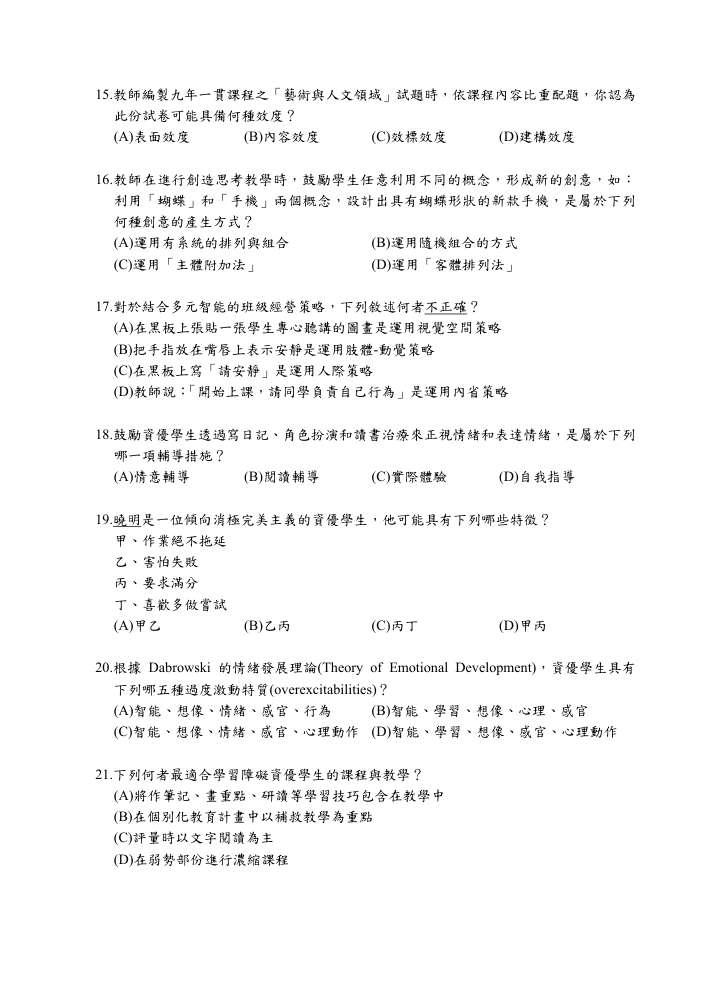 15.教師編製九年一貫課程之「藝術與人文領域」試題時，依課程內容比重配題，你認為
此份試卷可能具備何種效度？
(A)表面效度 (B)內容效度 (C)效標效度 (D)建構效度
16.教師在進行創造思考教學時，鼓勵學生任意利用不同的概念，形成新的創意，如：
利用「蝴蝶」和「手機」兩個概念，設計出具有蝴蝶形狀的新款手機，是屬於下列
何種創意的產生方式？
(A)運用有系統的排列與組合 (B)運用隨機組合的方式
(C)運用「主體附加法」 (D)運用「客體排列法」
17.對於結合多元智能的班級經營策略，下列敘述何者不正確？
(A)在黑板上張貼一張學生專心聽講的圖畫是運用視覺空間策略
(B)把手指放在嘴唇上表示安靜是運用肢體-動覺策略
(C)在黑板上寫「請安靜」是運用人際策略
(D)教師說：「開始上課，請同學負責自己行為」是運用內省策略
18.鼓勵資優學生透過寫日記、角色扮演和讀書治療來正視情緒和表達情緒，是屬於下列
哪一項輔導措施？
(A)情意輔導 (B)閱讀輔導 (C)實際體驗 (D)自我指導
19.曉明是一位傾向消極完美主義的資優學生，他可能具有下列哪些特徵？
甲、作業絕不拖延
乙、害怕失敗
丙、要求滿分
丁、喜歡多做嘗試
(A)甲乙 (B)乙丙 (C)丙丁 (D)甲丙
20.根據 Dabrowski 的情緒發展理論(Theory of Emotional Development)，資優學生具有
下列哪五種過度激動特質(overexcitabilities)？
(A)智能、想像、情緒、感官、行為 (B)智能、學習、想像、心理、感官
(C)智能、想像、情緒、感官、心理動作 (D)智能、學習、想像、感官、心理動作
21.下列何者最適合學習障礙資優學生的課程與教學？
(A)將作筆記、畫重點、研讀等學習技巧包含在教學中
(B)在個別化教育計畫中以補救教學為重點
(C)評量時以文字閱讀為主
(D)在弱勢部份進行濃縮課程